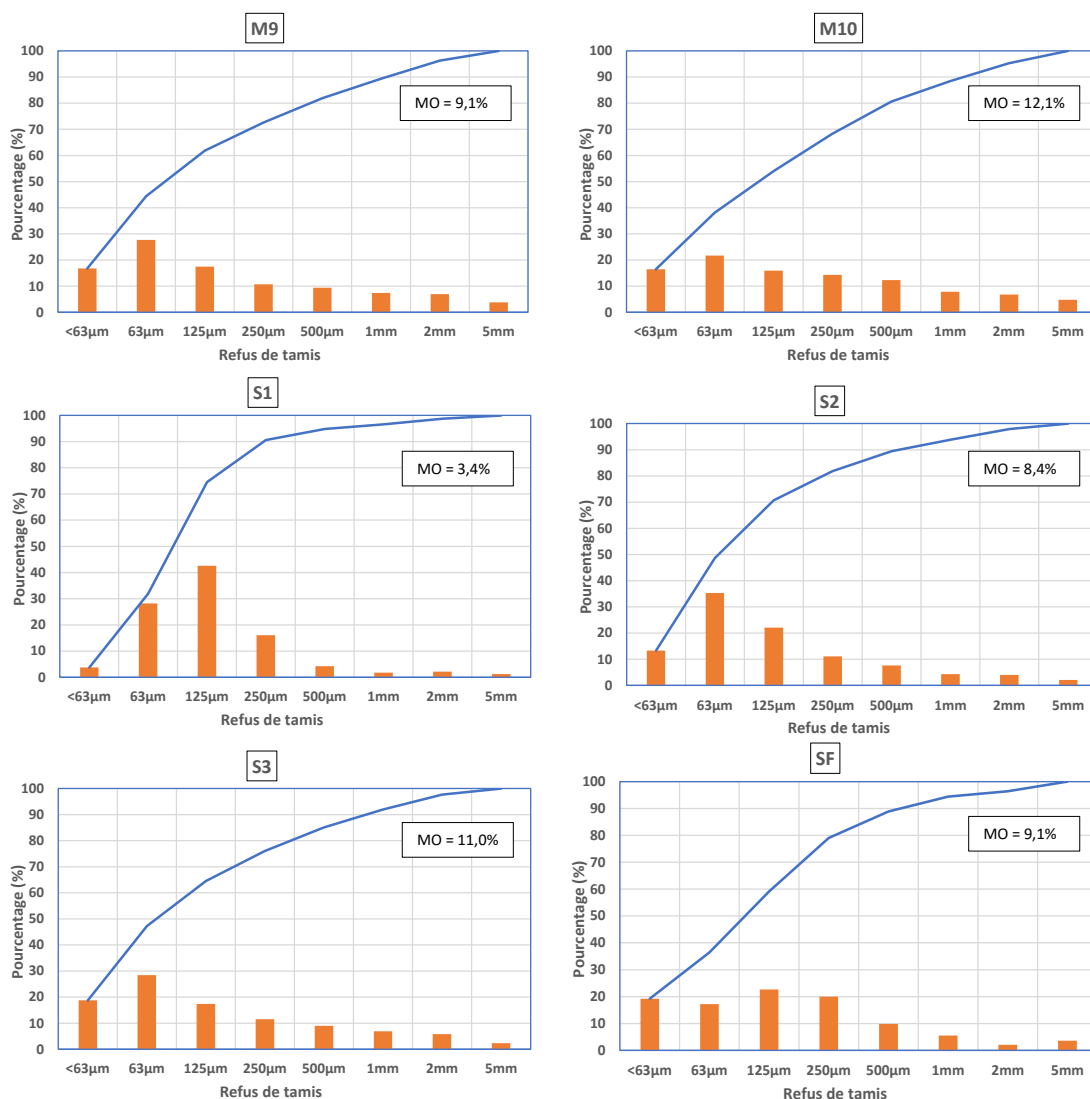 M9
100
90
80
70
60
50
40
30
20
10
0
Pourcentage (%)
MO = 9,1%
<63µm 63µm 125µm 250µm 500µm 1mm 2mm 5mm
Refus de tamis
M10
100
90
80
70
60
50
40
30
20
10
0
Pourcentage (%)
MO = 12,1%
<63µm 63µm 125µm 250µm 500µm 1mm 2mm 5mm
Refus de tamis
S1
100
90
80
70
60
50
40
30
20
10
0
Pourcentage (%)
MO = 3,4%
<63µm 63µm 125µm 250µm 500µm 1mm 2mm 5mm
Refus de tamis
S2
100
90
80
70
60
50
40
30
20
10
0
Pourcentage (%)
MO = 8,4%
<63µm 63µm 125µm 250µm 500µm 1mm 2mm 5mm
Refus de tamis
S3
100
90
80
70
60
50
40
30
20
10
0
Pourcentage (%)
MO = 11,0%
<63µm 63µm 125µm 250µm 500µm 1mm 2mm 5mm
Refus de tamis
SF
100
90
80
70
60
50
40
30
20
10
0
Pourcentage (%)
MO = 9,1%
<63µm 63µm 125µm 250µm 500µm 1mm 2mm 5mm
Refus de tamis